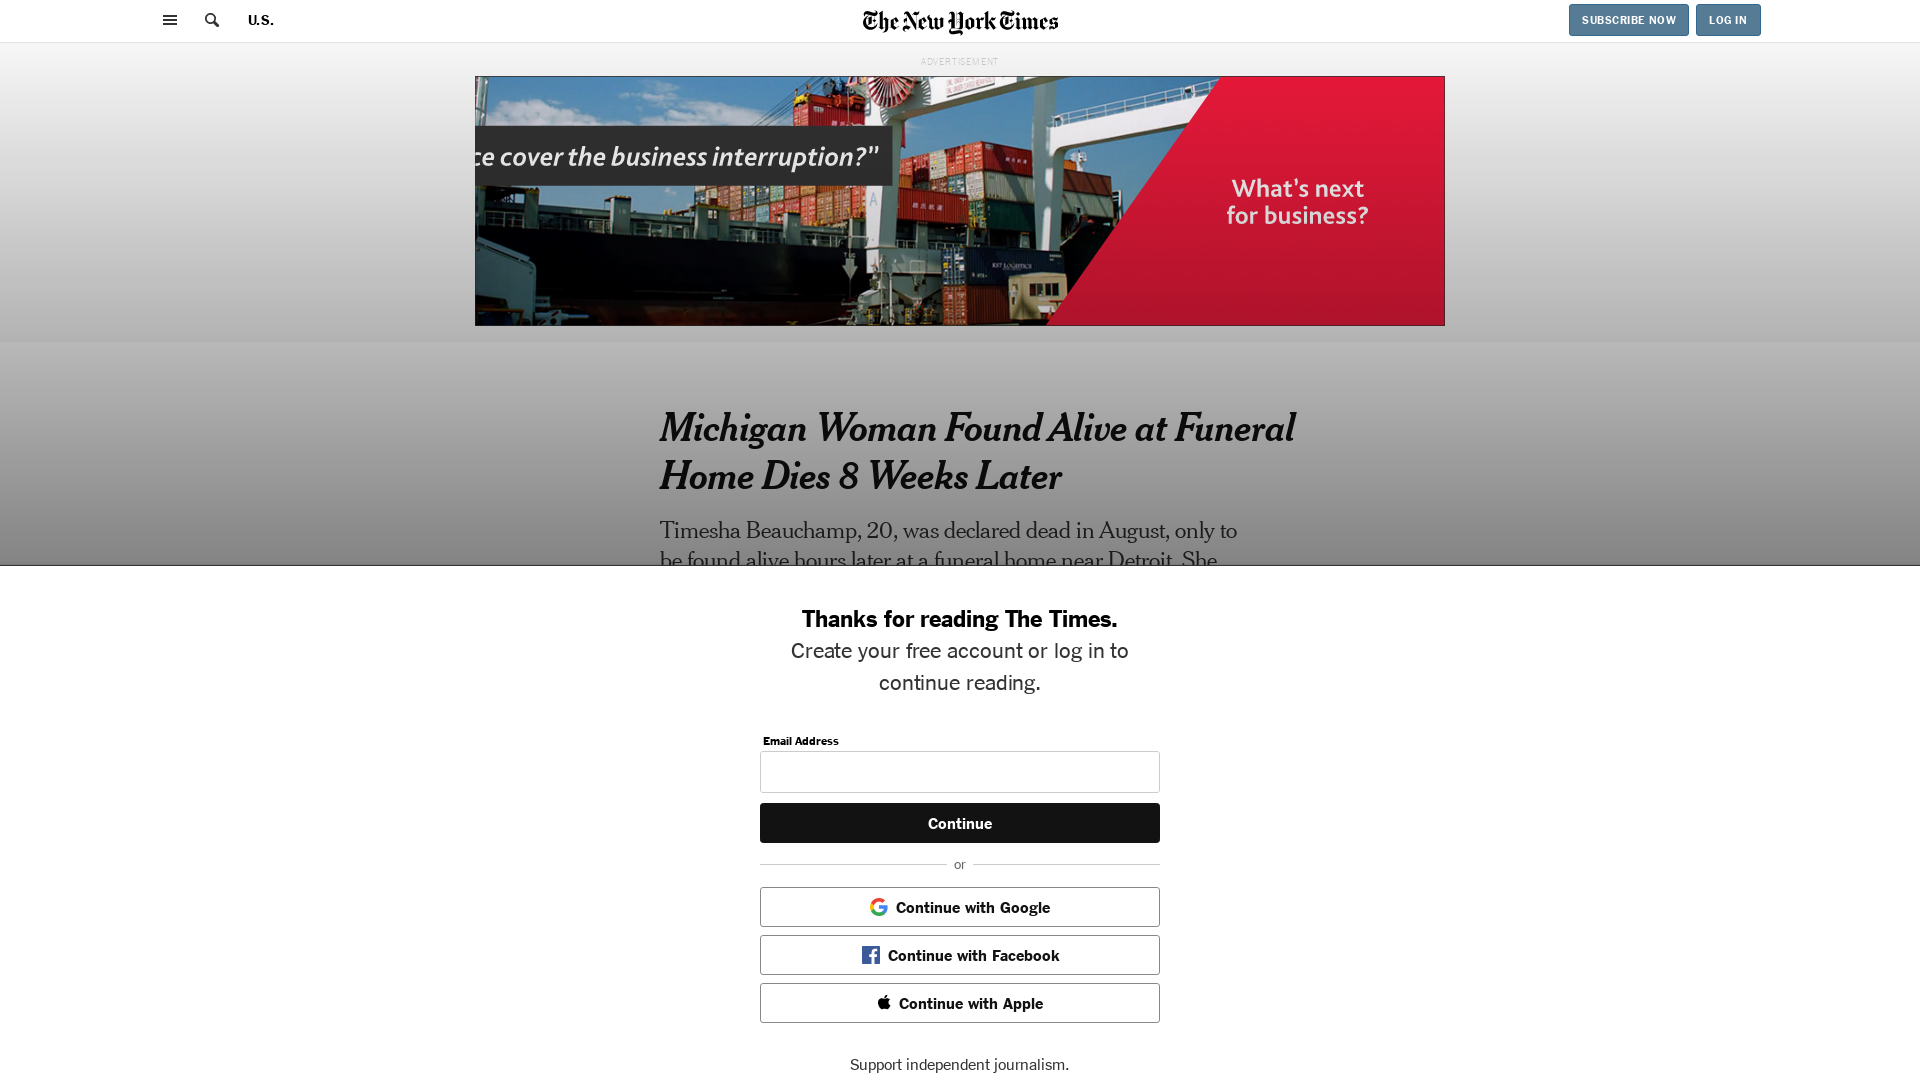 U.S.
The New York Times
SUBSCRIBE NOW
LOG IN
ADVERTISEMENT
ce cover the business interruption?”
What’s next
for business?
KST LOGISTICS
Michigan Woman Found Alive at Funeral
Home Dies 8 Weeks Later
Timesha Beauchamp, 20, was declared dead in August, only to
be found alive hours later at a funeral home near Detroit. She
Thanks for reading The Times.
Create your free account or log in to
continue reading.
Email Address
Continue
or
Continue with Google
Continue with Facebook
Continue with Apple
Support independent journalism.